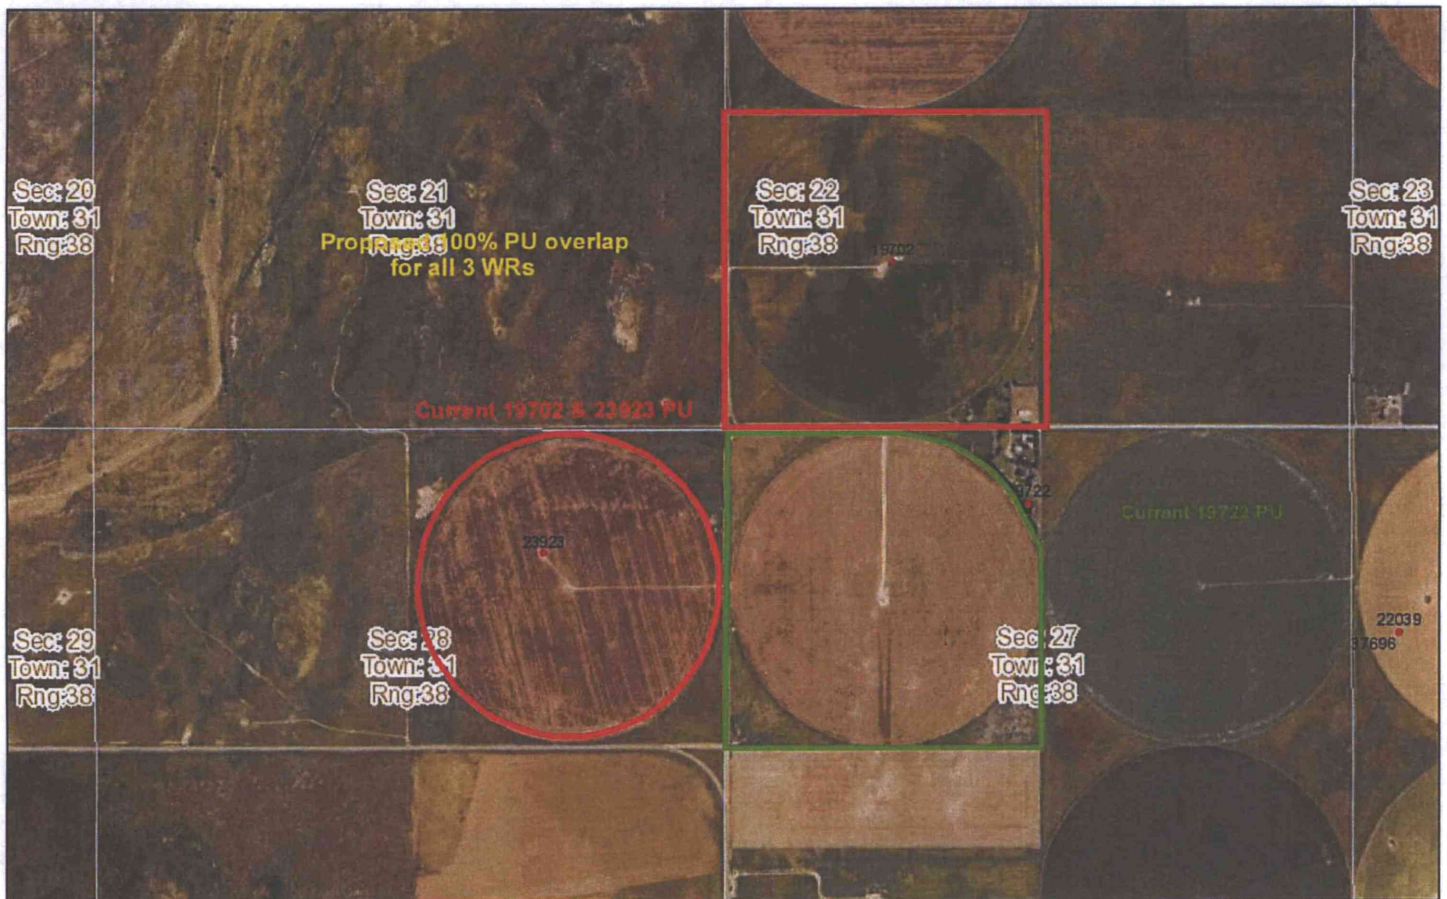 Sec: 20
Town: 31
Rng:38
Sec: 21
Town: 31
Rng:38
Sec: 22
Town: 31
Rng:38
Sec: 23
Town: 31
Rng:38
Proposed 100% PU overlap
for all 3 WRs
19702
Current 19702 & 23923 PU
23923
9722
Currant 19722 PU
22039
37696
Sec: 29
Town: 31
Rng:38
Sec: 28
Town: 31
Rng:38
Sec: 27
Town: 31
Rng:38